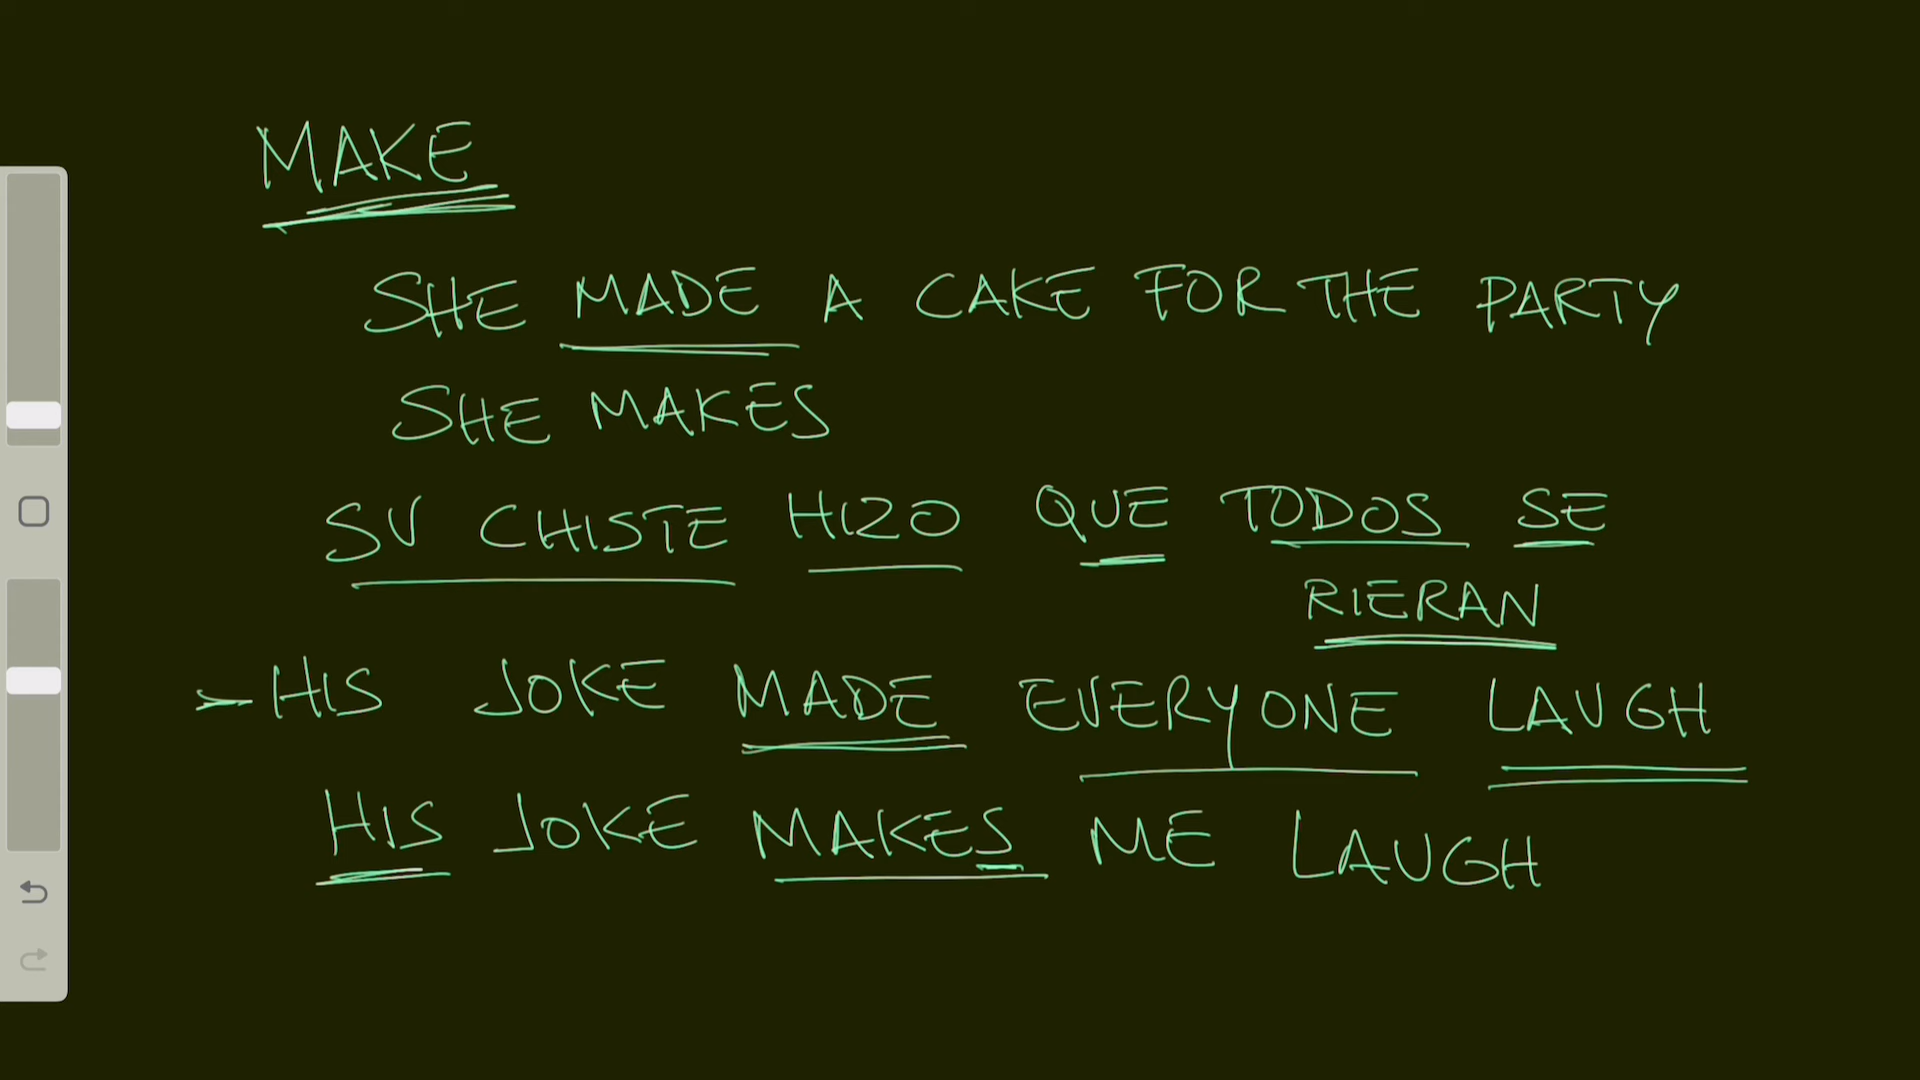 MAKE
SHE MADE A CAKE FOR THE PARTY
SHE MAKES
SU CHISTE HIZO QUE TODOS SE
RIERAN
- HIS JOKE MADE EVERYONE LAUGH
HIS JOKE MAKES ME LAUGH